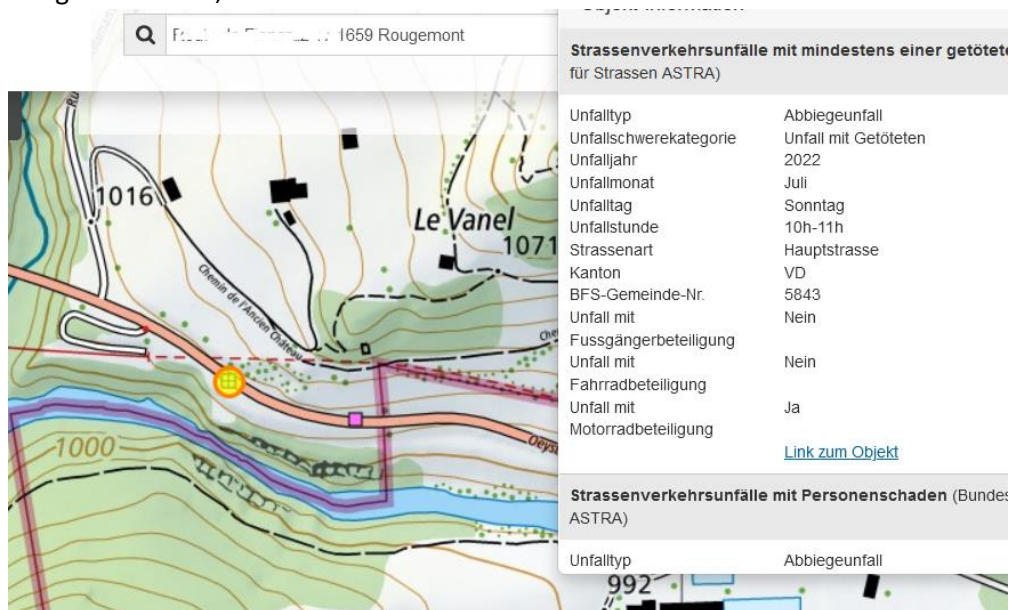 1659 Rougemont
Strassenverkehrsunfälle mit mindestens einer getötete
für Strassen ASTRA)
Unfalltyp Abbiegeunfall
Unfallschwerekategorie Unfall mit Getöteten
Unfalljahr 2022
Unfallmonat Juli
Unfalltag Sonntag
Unfallstunde 10h-11h
Strassenart Hauptstrasse
Kanton VD
BFS-Gemeinde-Nr. 5843
Unfall mit Nein
Fussgängerbeteiligung
Unfall mit Nein
Fahrradbeteiligung
Unfall mit Ja
Motorradbeteiligung
Link zum Objekt
Strassenverkehrsunfälle mit Personenschaden (Bundes
ASTRA)
Unfalltyp Abbiegeunfall
1016
Le Vanel
1071
Chemin de l'Ancien Château
Che
Oeyst
1000
992